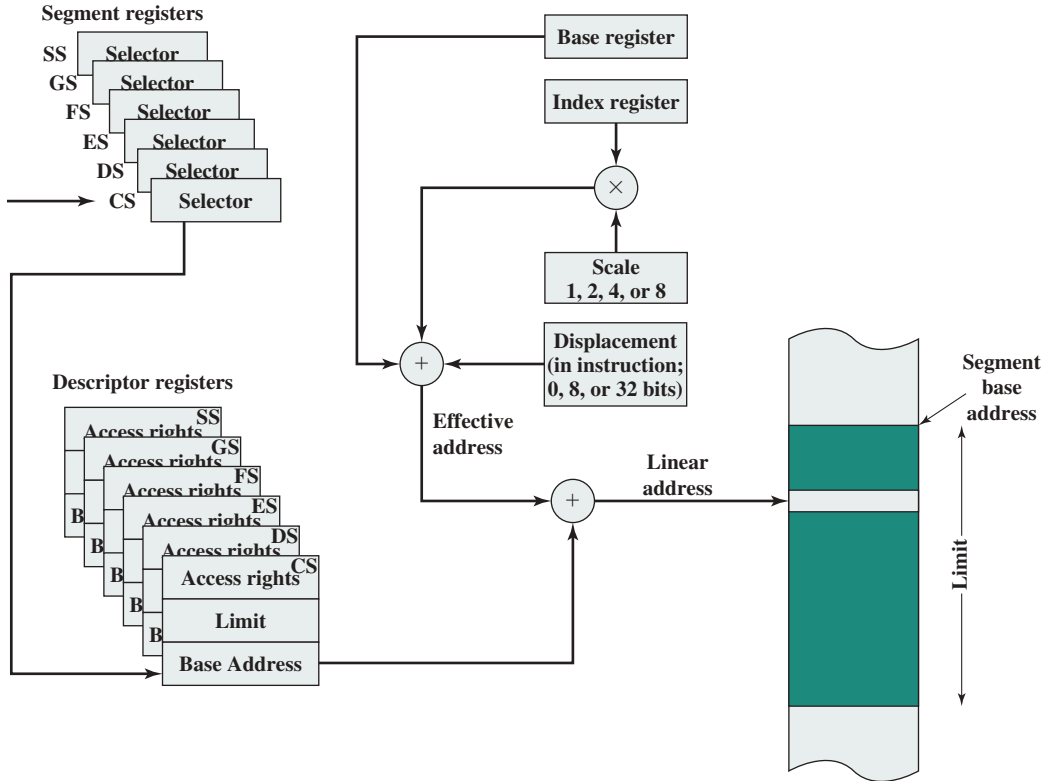 Segment registers
SS Selector
GS Selector
FS Selector
ES Selector
DS Selector
CS Selector
Base register
Index register
×
Scale
1, 2, 4, or 8
Displacement
(in instruction;
0, 8, or 32 bits)
+
Effective
address
Descriptor registers
SS
Access rights
GS
Access rights
FS
Access rights
ES
Access rights
DS
Access rights
CS
Access rights
Limit
Base Address
B
B
B
B
B
+
Linear
address
Segment
base
address
Limit